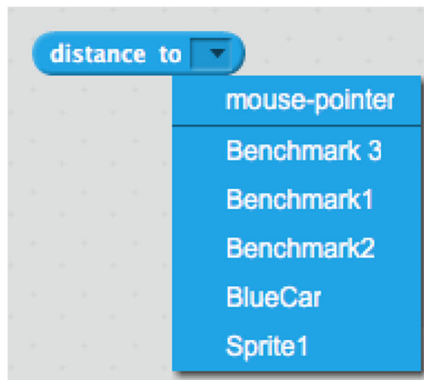 distance to
mouse-pointer
Benchmark 3
Benchmark1
Benchmark2
BlueCar
Sprite1